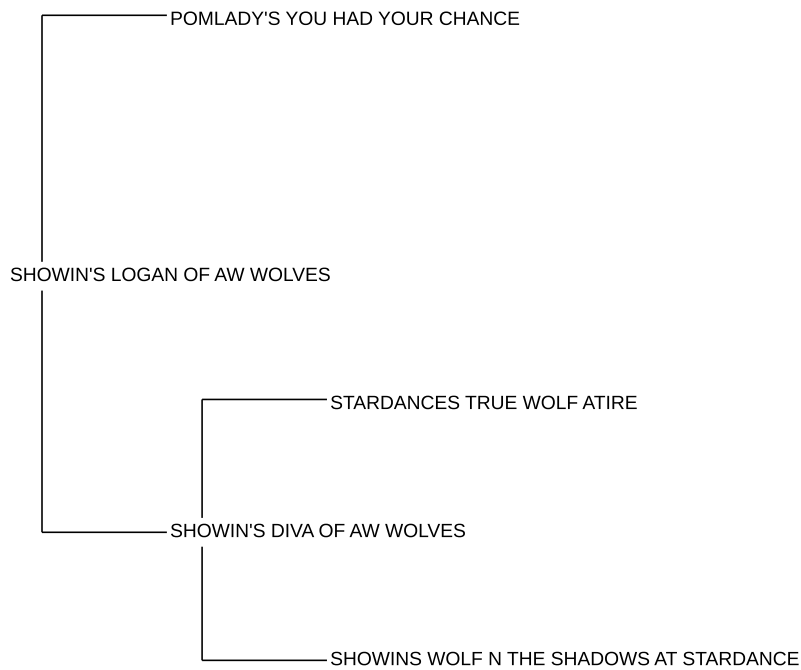 POMLADY'S YOU HAD YOUR CHANCE
SHOWIN'S LOGAN OF AW WOLVES
STARDANCES TRUE WOLF ATIRE
SHOWIN'S DIVA OF AW WOLVES
SHOWINS WOLF N THE SHADOWS AT STARDANCE